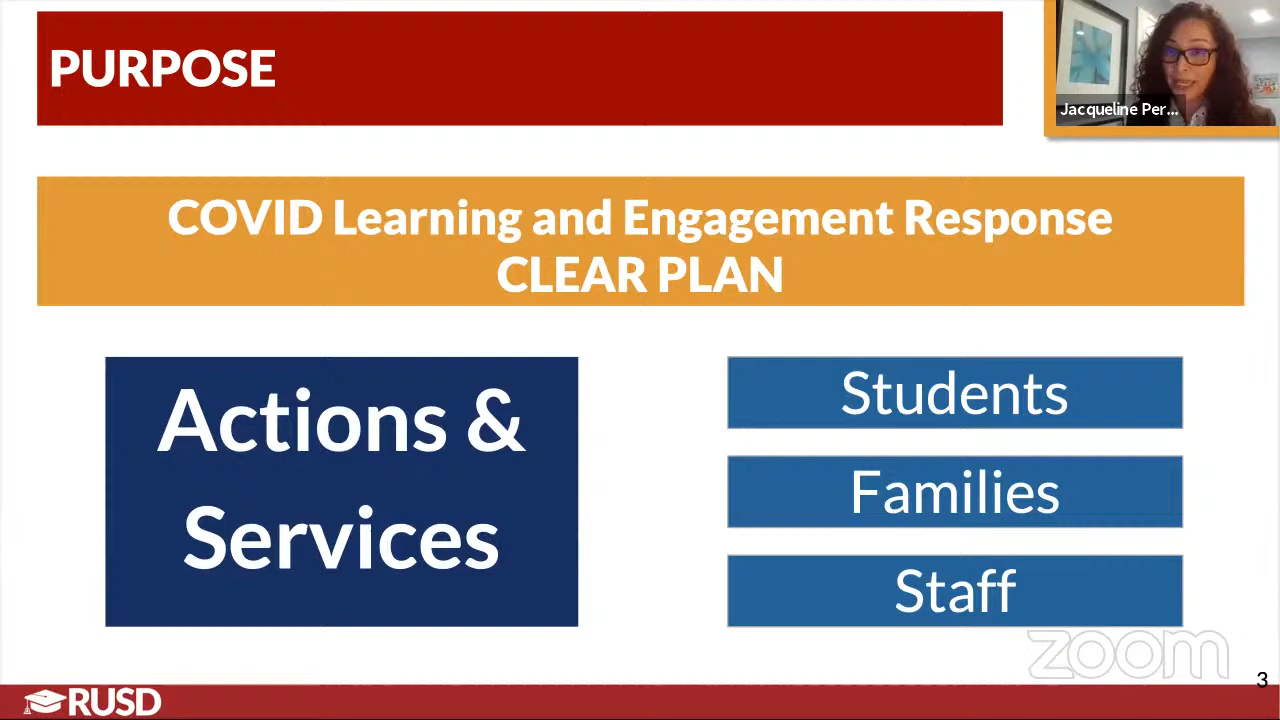 PURPOSE
Jacqueline Per...
COVID Learning and Engagement Response
CLEAR PLAN
Actions &
Services
Students
Families
Staff
zoom
3
RUSD